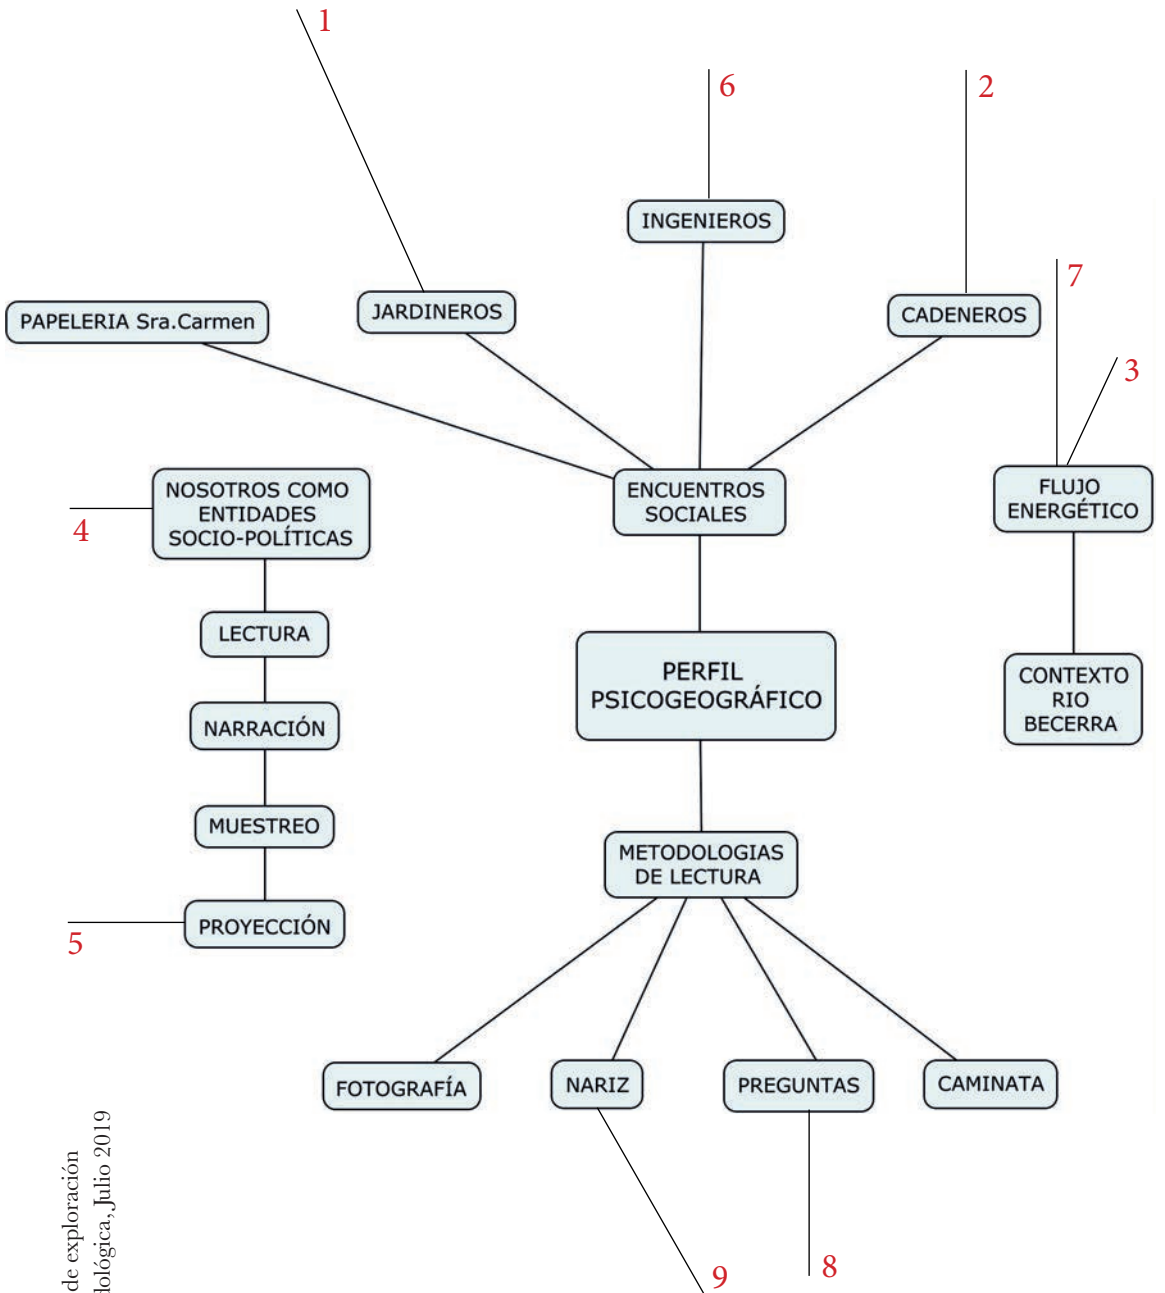 1
6
2
INGENIEROS
7
PAPELERIA Sra.Carmen
JARDINEROS
CADENEROS
3
NOSOTROS COMO
ENTIDADES
SOCIO-POLÍTICAS
4
ENCUENTROS
SOCIALES
FLUJO
ENERGÉTICO
LECTURA
PERFIL
PSICOGEOGRÁFICO
CONTEXTO
RIO
BECERRA
NARRACIÓN
MUESTREO
METODOLOGIAS
DE LECTURA
PROYECCIÓN
5
FOTOGRAFÍA
NARIZ
PREGUNTAS
CAMINATA
9
8
de exploración
lológica, Julio 2019